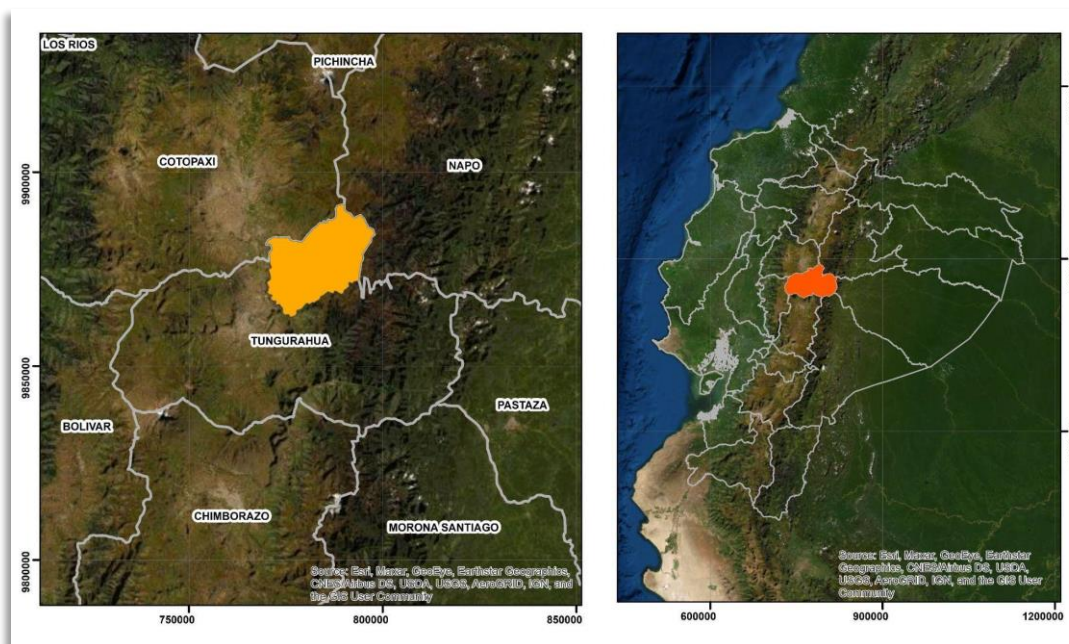 LOS RIOS
PICHINCHA
COTOPAXI
NAPO
TUNGURAHUA
PASTAZA
BOLIVAR
CHIMBORAZO
MORONA SANTIAGO
Source: Esri, Maxar, GeoEye, Earthstar Geographics,
CNES/Airbus DS, USDA, USGS, AeroGRID, IGN, and
the GIS User Community
9900000
9850000
9800000
750000
800000
850000
Source: Esri, Maxar, GeoEye, Earthstar
Geographics, CNES/Airbus DS, USDA,
USGS, AeroGRID, IGN, and the GIS User
Community
600000
900000
1200000